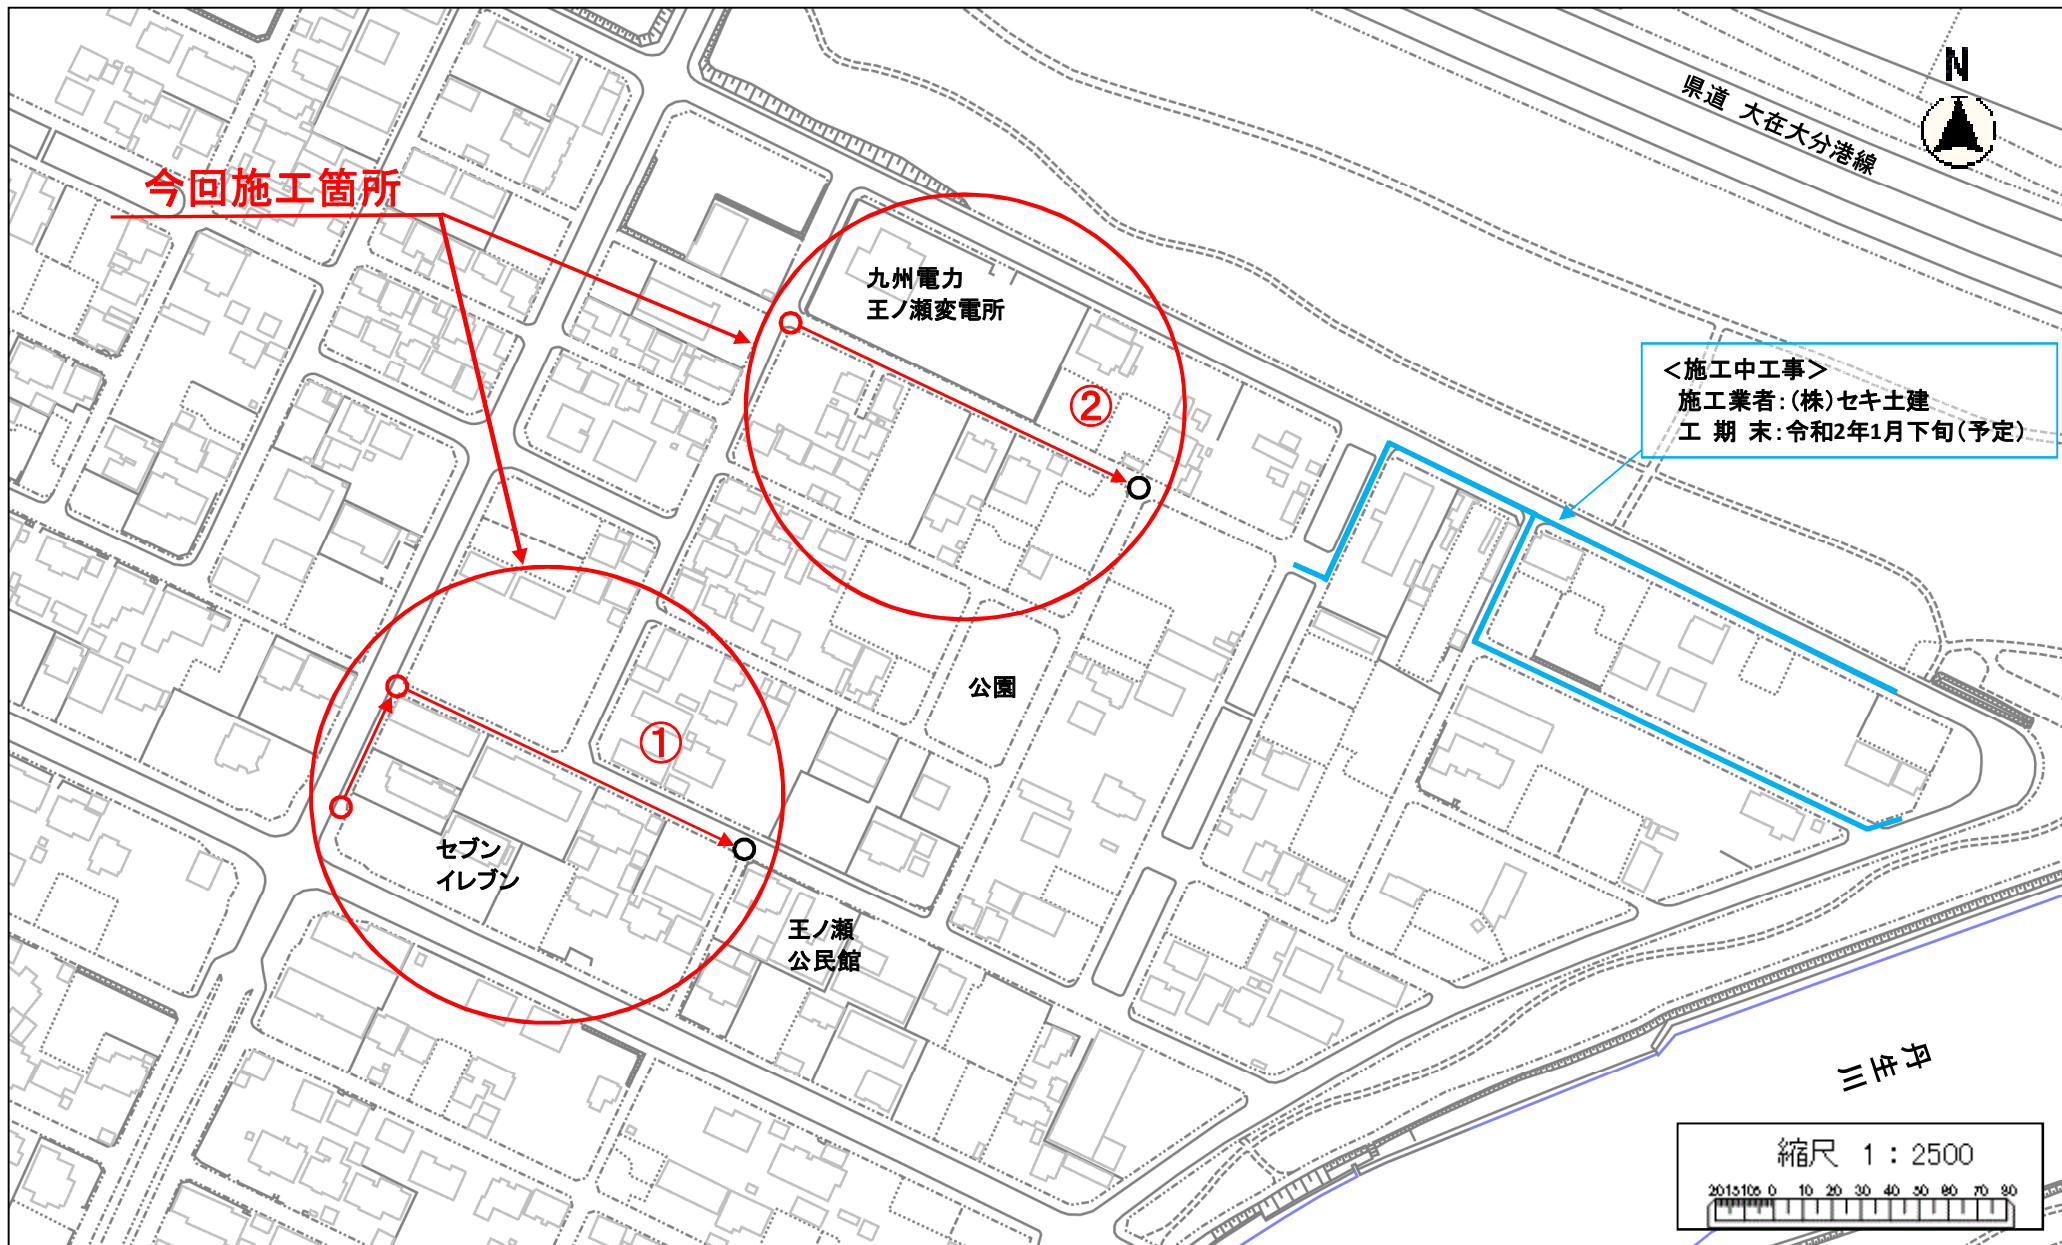 N
県道 大在大分港線
今回施工箇所
九州電力
王ノ瀬変電所
②
＜施工中工事＞
施工業者：(株)セキ土建
工 期 末：令和2年1月下旬(予定)
公園
①
セブン
イレブン
王ノ瀬
公民館
丹生川
縮尺 1：2500
20 15 10 5 0 10 20 30 40 50 60 70 80